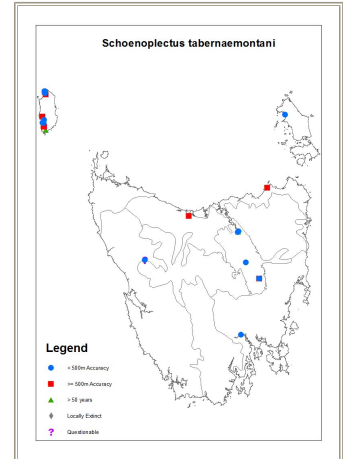 Schoenoplectus tabernaemontani
Legend
< 500m Accuracy
>= 500m Accuracy
> 50 years
Locally Extinct
? Questionable